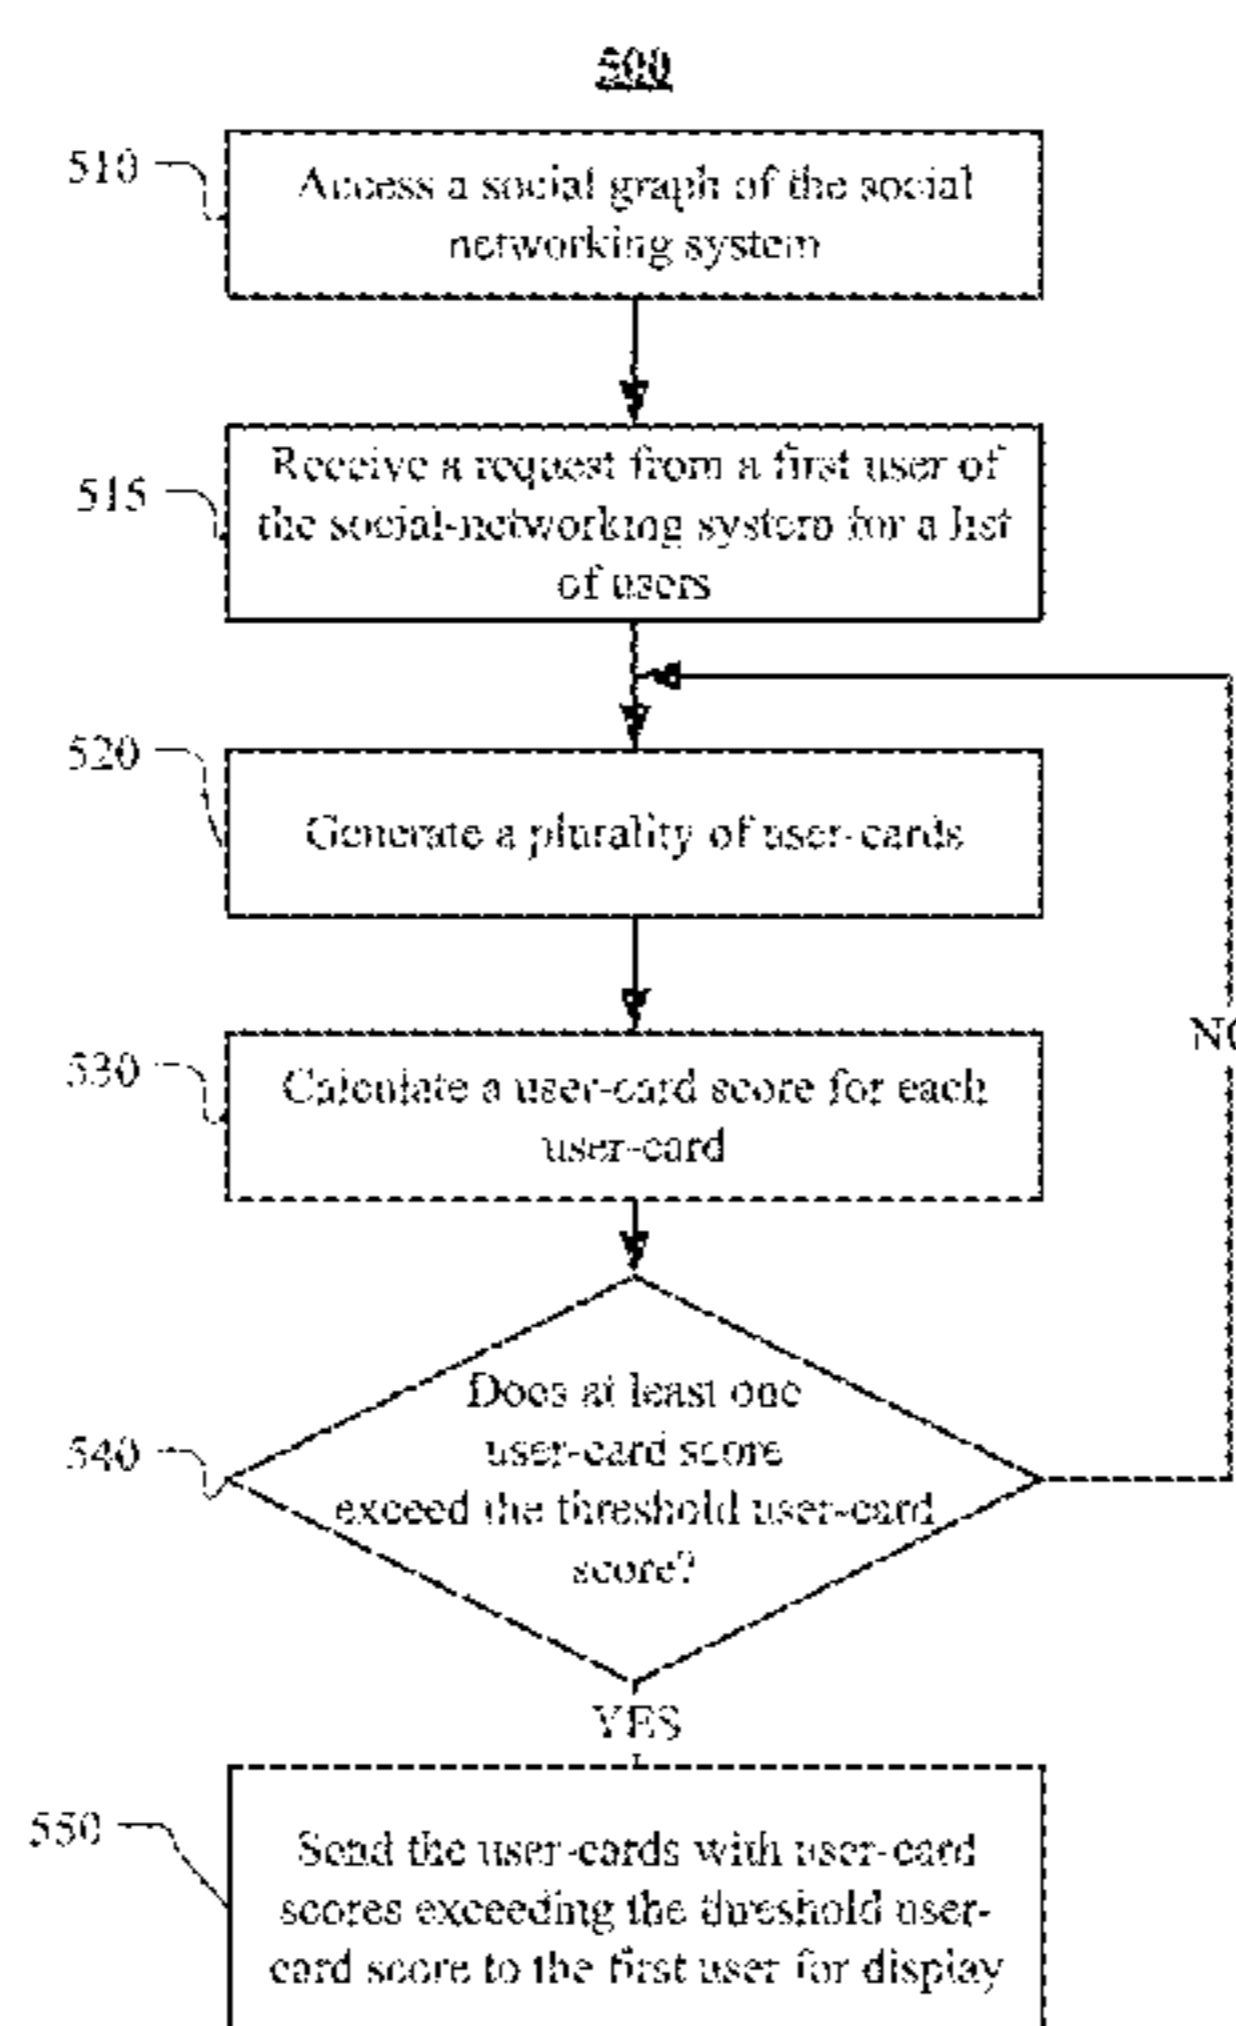 500
510
Access a social graph of the social
networking system
515
Receive a request from a first user of
the social-networking system for a list
of users
520
Generate a plurality of user-cards
530
Calculate a user-card score for each
user-card
NO
540
Does at least one
user-card score
exceed the threshold user-card
score?
YES
550
Send the user-cards with user-card
scores exceeding the threshold user-
card score to the first user for display